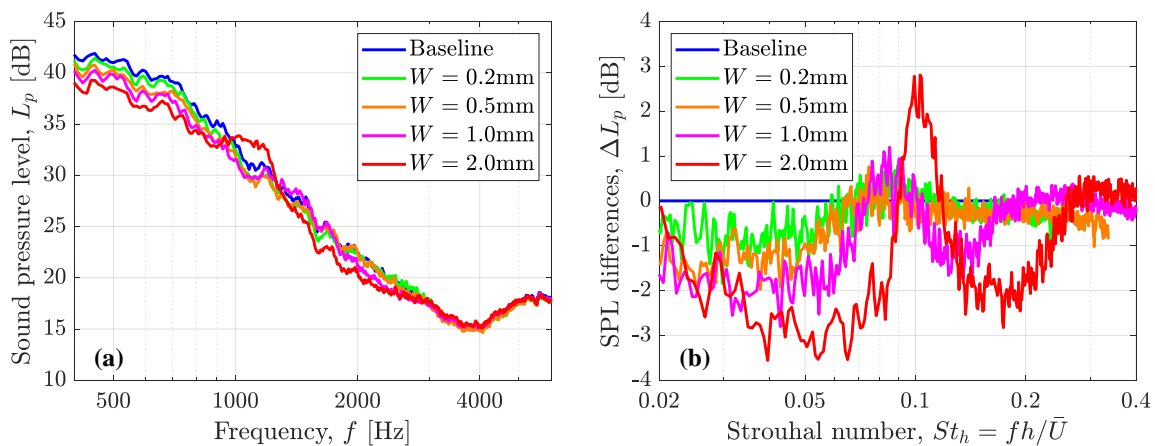 45
40
35
30
25
20
15
10
500
1000
2000
4000
Sound pressure level, L_p [dB]
Frequency, f [Hz]
Baseline
W = 0.2mm
W = 0.5mm
W = 1.0mm
W = 2.0mm
(a)
4
3
2
1
0
-1
-2
-3
-4
0.02
0.05
0.1
0.2
0.4
SPL differences, ΔL_p [dB]
Strouhal number, St_h = fh/Ū
Baseline
W = 0.2mm
W = 0.5mm
W = 1.0mm
W = 2.0mm
(b)